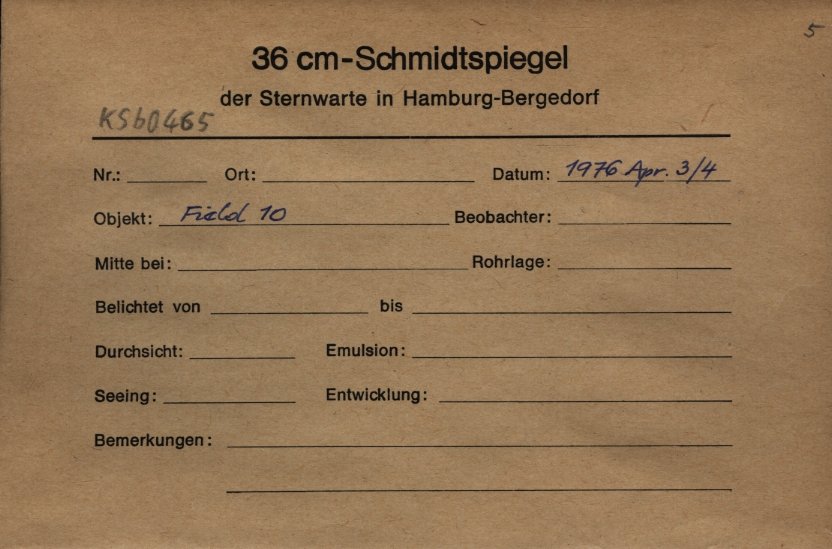 5
36 cm-Schmidtspiegel
der Sternwarte in Hamburg-Bergedorf
KSb0465
Nr.: Ort: Datum: 1976 Apr. 3/4
Objekt: Field 10 Beobachter:
Mitte bei: Rohrlage:
Belichtet von bis
Durchsicht: Emulsion:
Seeing: Entwicklung:
Bemerkungen: